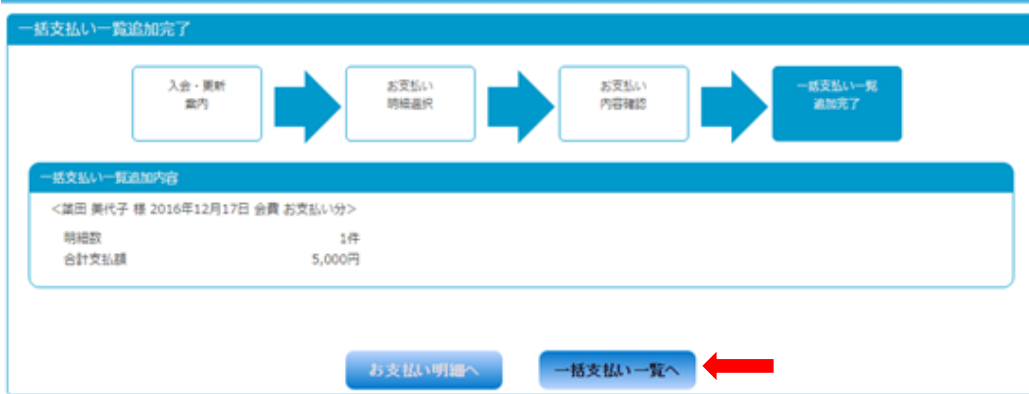 一括支払い一覧追加完了
入会・更新
案内
お支払い
明細選択
お支払い
内容確認
一括支払い一覧
追加完了
一括支払い一覧追加内容
美代子 様 2016年12月17日 会費 お支払い分>
明細数 1件
合計支払額 5,000円
お支払い明細へ
一括支払い一覧へ